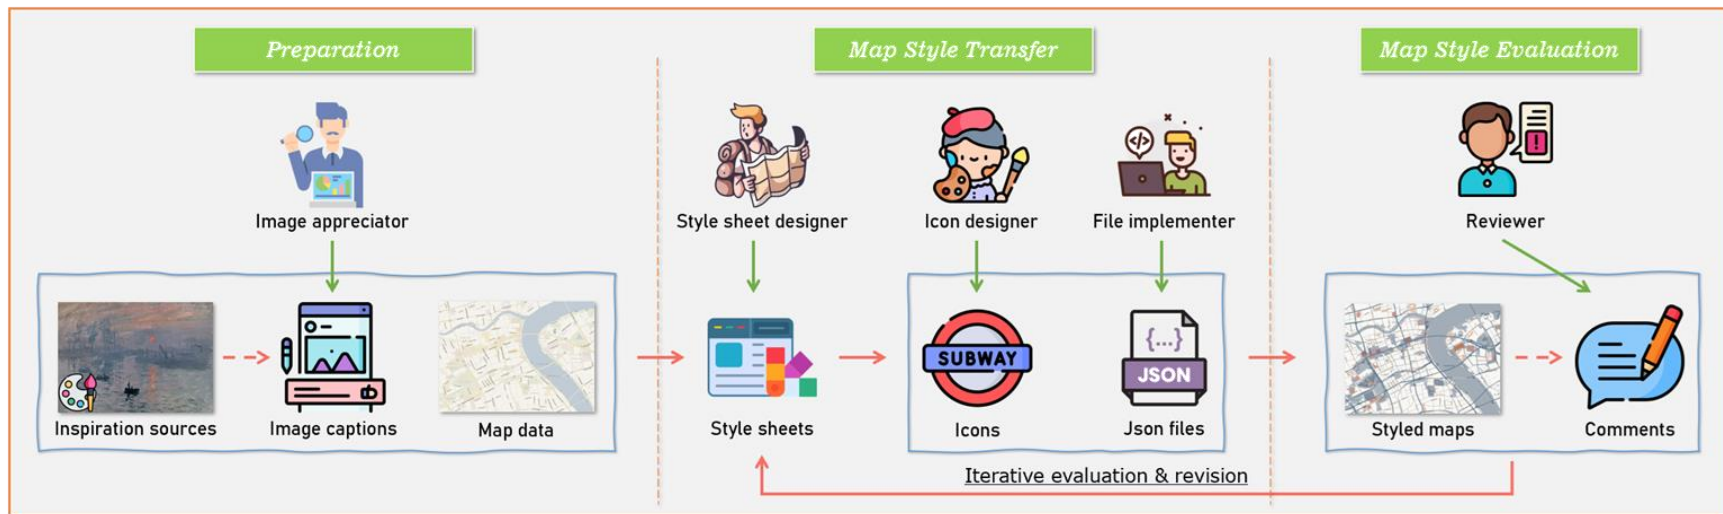 Preparation
Map Style Transfer
Map Style Evaluation
Image appreciator
Style sheet designer
Icon designer
File implementer
Reviewer
</>
!
SUBWAY
{...}
JSON
Inspiration sources
Image captions
Map data
Style sheets
Icons
Json files
Styled maps
Comments
Iterative evaluation & revision